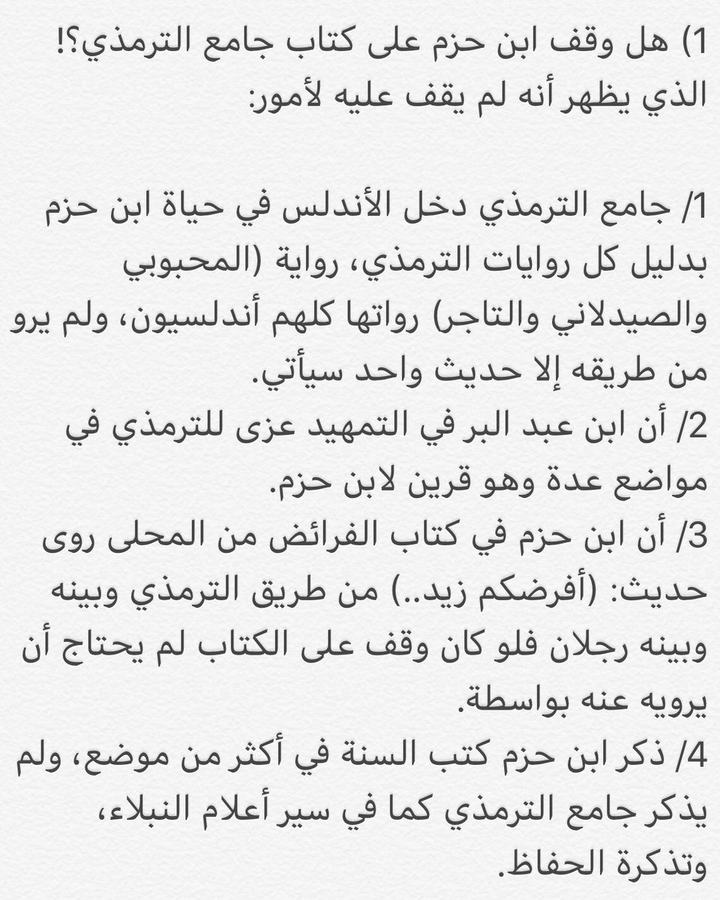 1) هل وقف ابن حزم على كتاب جامع الترمذي؟!
الذي يظهر أنه لم يقف عليه لأمور:
1/ جامع الترمذي دخل الأندلس في حياة ابن حزم
بدليل كل روايات الترمذي، رواية (المحبوبي
والصيدلاني والتاجر) رواتها كلهم أندلسيون، ولم يرو
من طريقه إلا حديث واحد سيأتي.
2/ أن ابن عبد البر في التمهيد عزى للترمذي في
مواضع عدة وهو قرين لابن حزم.
3/ أن ابن حزم في كتاب الفرائض من المحلى روى
حديث: (أفرضكم زيد..) من طريق الترمذي وبينه
وبينه رجلان فلو كان وقف على الكتاب لم يحتاج أن
يرويه عنه بواسطة.
4/ ذكر ابن حزم كتب السنة في أكثر من موضع، ولم
يذكر جامع الترمذي كما في سير أعلام النبلاء،
وتذكرة الحفاظ.